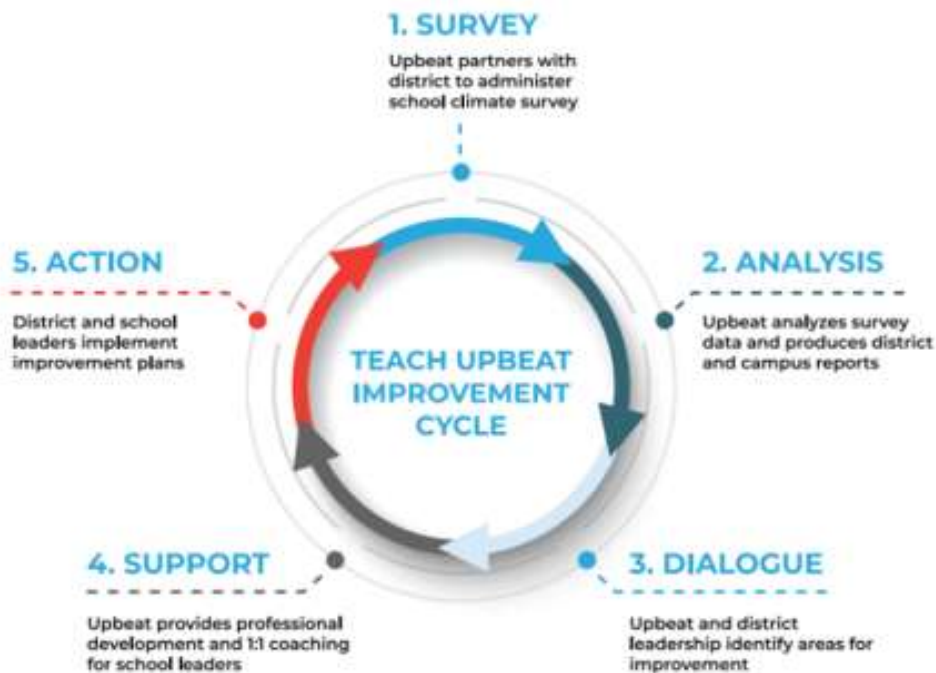 1. SURVEY
Upbeat partners with
district to administer
school climate survey
5. ACTION
District and school
leaders implement
improvement plans
2. ANALYSIS
Upbeat analyzes survey
data and produces district
and campus reports
TEACH UPBEAT
IMPROVEMENT
CYCLE
4. SUPPORT
Upbeat provides professional
development and 1:1 coaching
for school leaders
3. DIALOGUE
Upbeat and district
leadership identify areas for
improvement